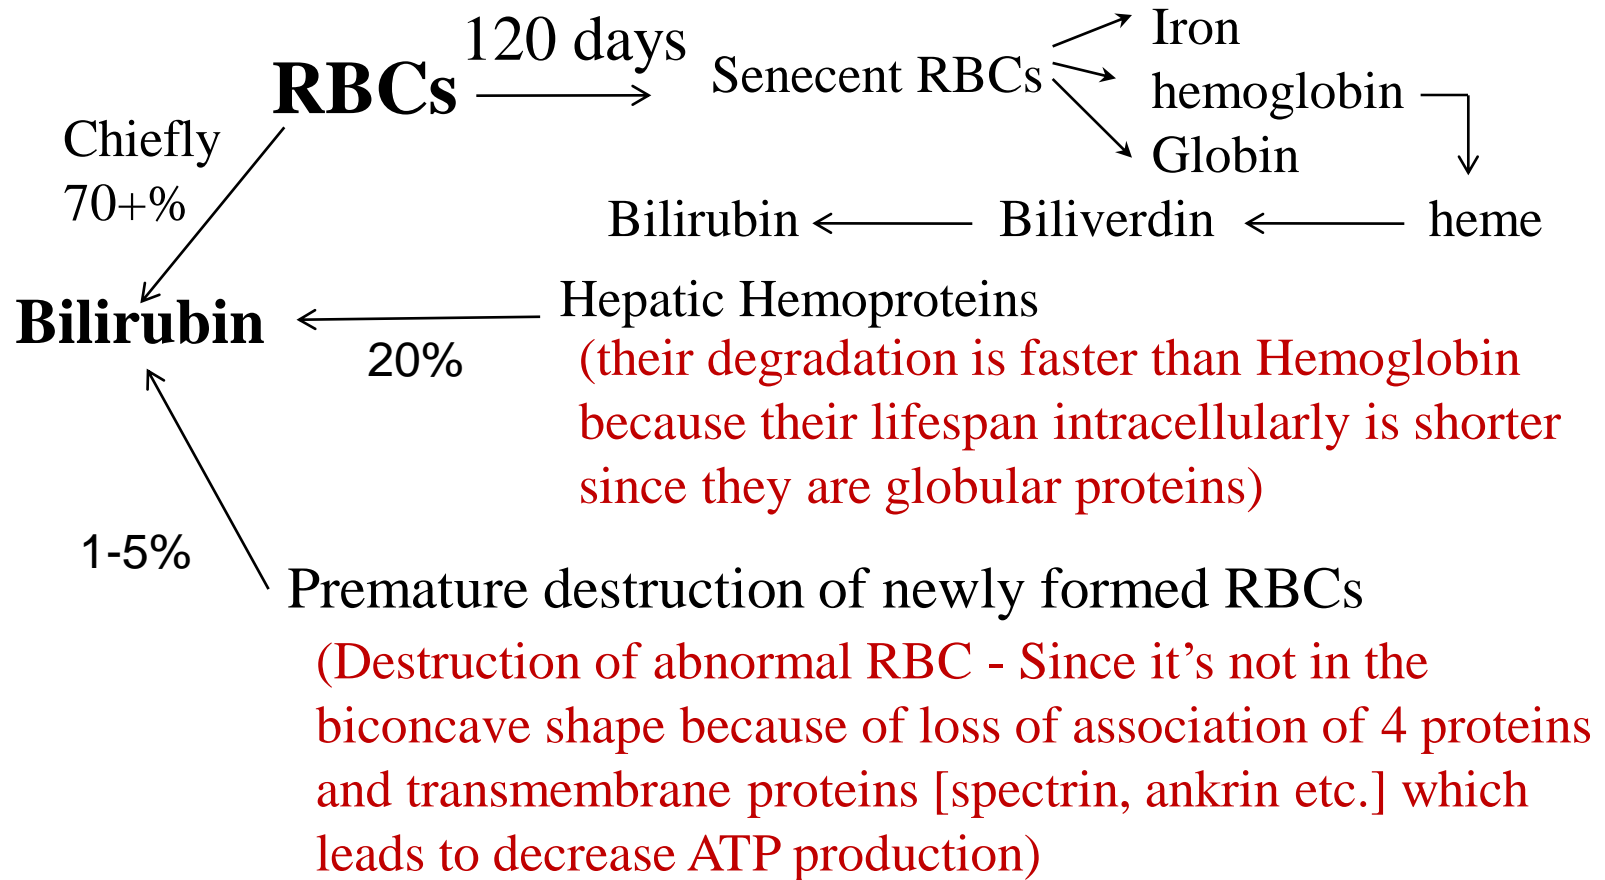 120 days
RBCs
Senecent RBCs
Iron
hemoglobin
Globin
Chiefly
70+%
Bilirubin
Biliverdin
heme
Bilirubin
Hepatic Hemoproteins
20%
(their degradation is faster than Hemoglobin
because their lifespan intracellularly is shorter
since they are globular proteins)
1-5%
Premature destruction of newly formed RBCs
(Destruction of abnormal RBC - Since it’s not in the
biconcave shape because of loss of association of 4 proteins
and transmembrane proteins [spectrin, ankrin etc.] which
leads to decrease ATP production)